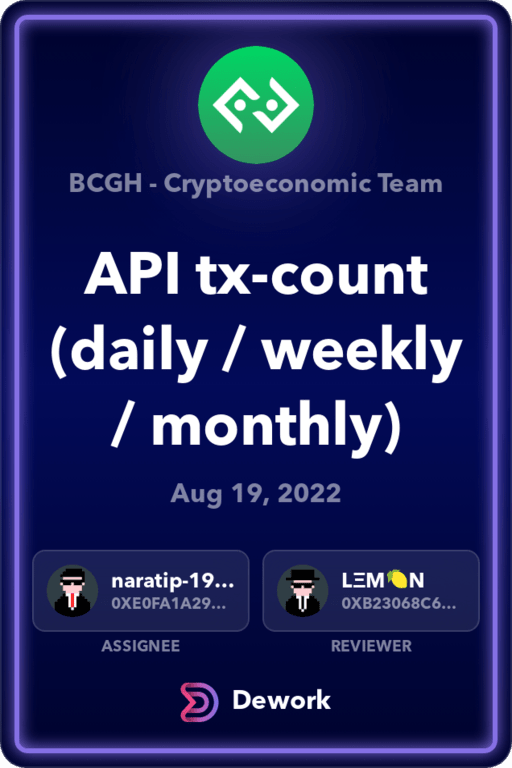 BCGH - Cryptoeconomic Team
API tx-count
(daily / weekly
/ monthly)
Aug 19, 2022
naratip-19...
0XE0FA1A29...
ASSIGNEE
LΞM🍋N
0XB23068C6...
REVIEWER
Dework